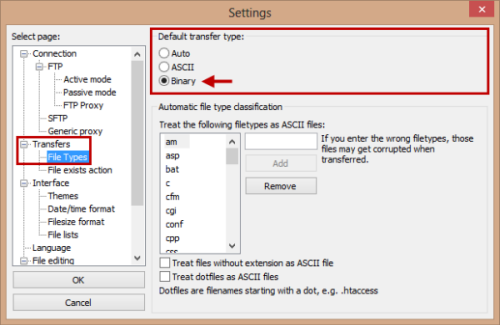 Settings
Select page:
Connection
FTP
Active mode
Passive mode
FTP Proxy
SFTP
Generic proxy
Transfers
File Types
File exists action
Interface
Themes
Date/time format
Filesize format
File lists
Language
File editing
OK
Cancel
Default transfer type:
Auto
ASCII
Binary
Automatic file type classification
Treat the following filetypes as ASCII files:
am
asp
bat
c
cfm
cgi
conf
cpp
css
Add
Remove
If you enter the wrong filetypes, those
files may get corrupted when
transferred.
Treat files without extension as ASCII file
Treat dotfiles as ASCII files
Dotfiles are filenames starting with a dot, e.g. .htaccess